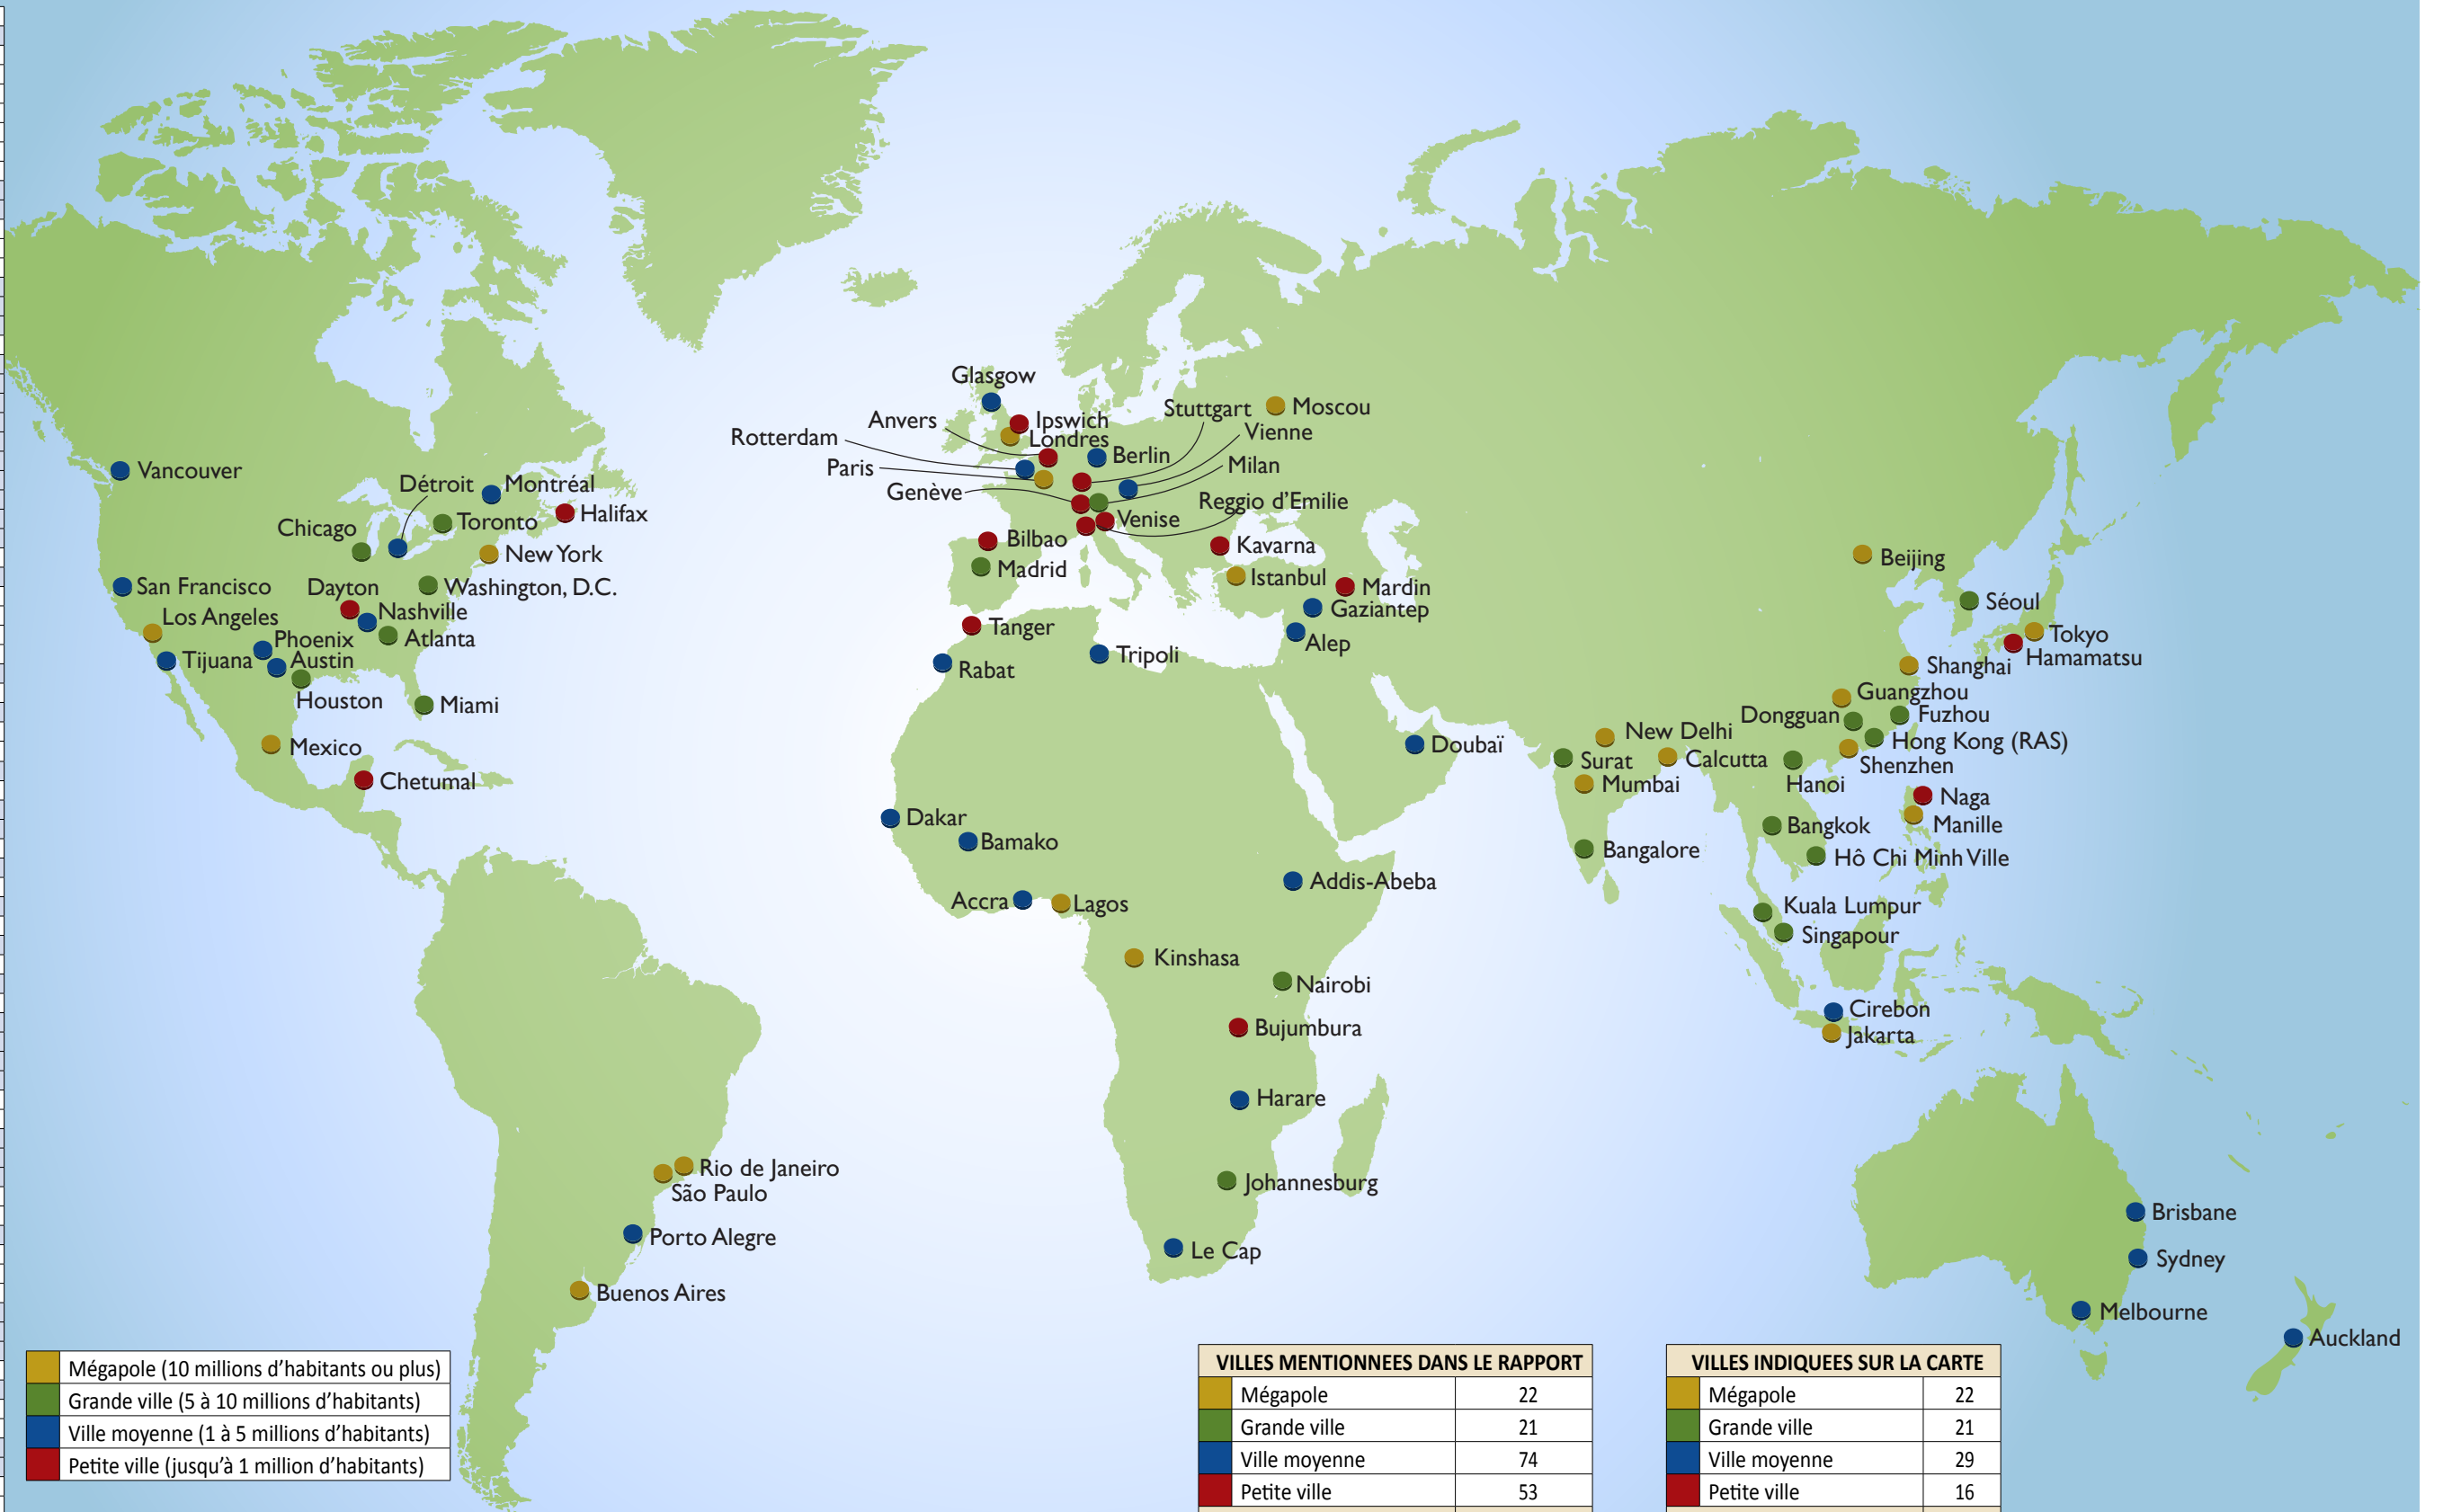 Glasgow
Anvers
Ipswich
Stuttgart
Moscou
Rotterdam
Londres
Vienne
Paris
Berlin
Milan
Vancouver
Détroit
Montréal
Genève
Reggio d’Emilie
Halifax
Chicago
Toronto
Venise
Bilbao
Kavarna
New York
Beijing
Madrid
Istanbul
San Francisco
Dayton
Washington, D.C.
Mardin
Séoul
Los Angeles
Nashville
Gaziantep
Tanger
Phoenix
Atlanta
Alep
Tokyo
Tijuana
Austin
Rabat
Tripoli
Hamamatsu
Shanghai
Houston
Miami
Guangzhou
Dongguan
Fuzhou
New Delhi
Hong Kong (RAS)
Mexico
Doubaï
Surat
Calcutta
Shenzhen
Chetumal
Mumbai
Hanoi
Naga
Dakar
Manille
Bamako
Bangkok
Bangalore
Hô Chi Minh Ville
Addis-Abeba
Accra
Lagos
Kuala Lumpur
Singapour
Kinshasa
Nairobi
Cirebon
Bujumbura
Jakarta
Harare
Rio de Janeiro
São Paulo
Johannesburg
Brisbane
Porto Alegre
Le Cap
Sydney
Buenos Aires
Melbourne
Auckland
Mégapole (10 millions d’habitants ou plus)
Grande ville (5 à 10 millions d’habitants)
Ville moyenne (1 à 5 millions d’habitants)
Petite ville (jusqu’à 1 million d’habitants)
VILLES MENTIONNEES DANS LE RAPPORT
Mégapole 22
Grande ville 21
Ville moyenne 74
Petite ville 53
VILLES INDIQUEES SUR LA CARTE
Mégapole 22
Grande ville 21
Ville moyenne 29
Petite ville 16